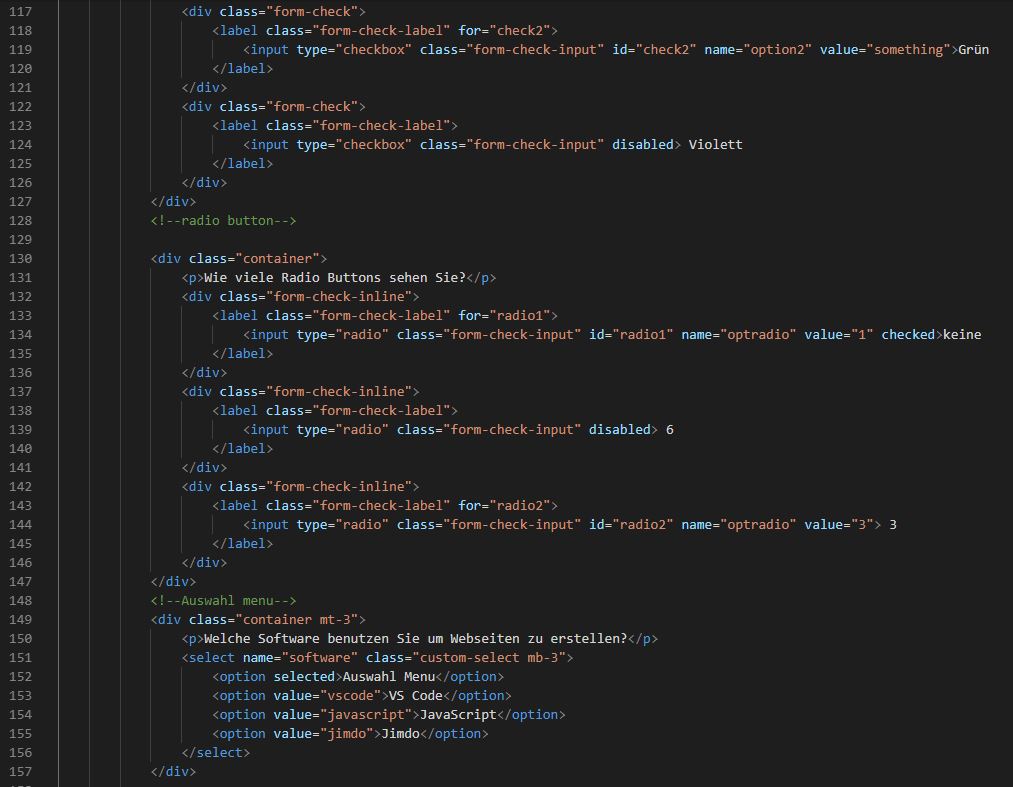 117 <div class="form-check">
118 <label class="form-check-label" for="check2">
119 <input type="checkbox" class="form-check-input" id="check2" name="option2" value="something">Grün
120 </label>
121 </div>
122 <div class="form-check">
123 <label class="form-check-label">
124 <input type="checkbox" class="form-check-input" disabled> Violett
125 </label>
126 </div>
127 </div>
128 <!--radio button-->
129
130 <div class="container">
131 <p>Wie viele Radio Buttons sehen Sie?</p>
132 <div class="form-check-inline">
133 <label class="form-check-label" for="radio1">
134 <input type="radio" class="form-check-input" id="radio1" name="optradio" value="1" checked>keine
135 </label>
136 </div>
137 <div class="form-check-inline">
138 <label class="form-check-label">
139 <input type="radio" class="form-check-input" disabled> 6
140 </label>
141 </div>
142 <div class="form-check-inline">
143 <label class="form-check-label" for="radio2">
144 <input type="radio" class="form-check-input" id="radio2" name="optradio" value="3"> 3
145 </label>
146 </div>
147 </div>
148 <!--Auswahl menu-->
149 <div class="container mt-3">
150 <p>Welche Software benutzen Sie um Webseiten zu erstellen?</p>
151 <select name="software" class="custom-select mb-3">
152 <option selected>Auswahl Menu</option>
153 <option value="vscode">VS Code</option>
154 <option value="javascript">JavaScript</option>
155 <option value="jimdo">Jimdo</option>
156 </select>
157 </div>